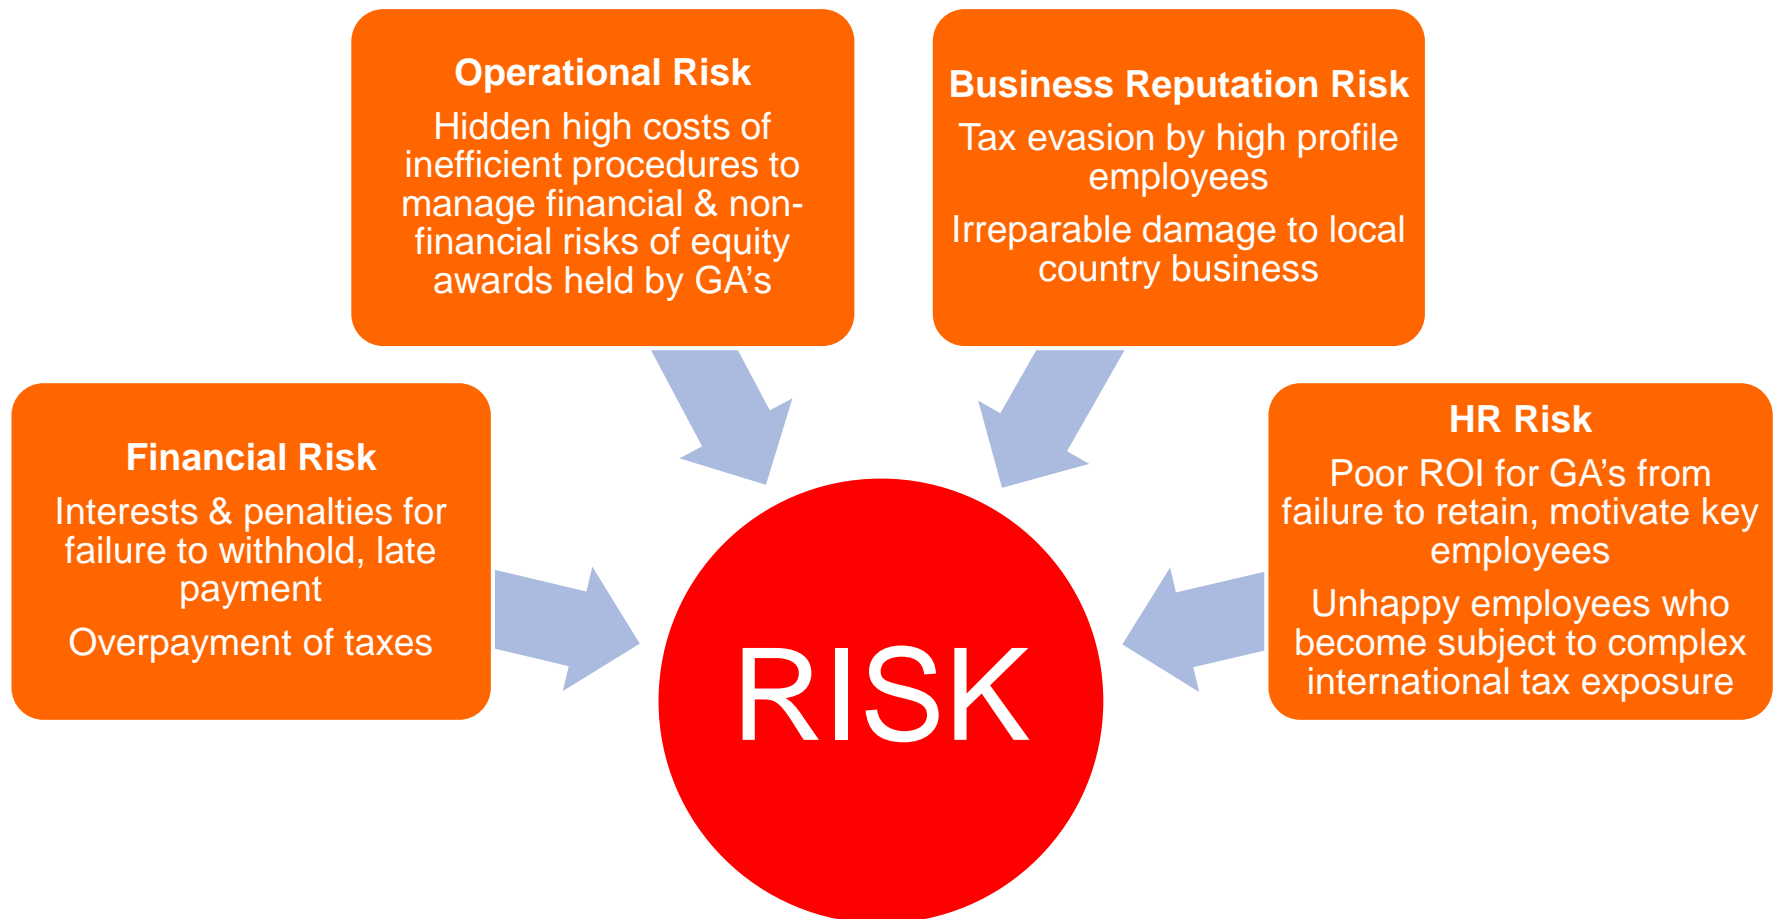 Operational Risk
Hidden high costs of
inefficient procedures to
manage financial & non-
financial risks of equity
awards held by GA’s
Business Reputation Risk
Tax evasion by high profile
employees
Irreparable damage to local
country business
Financial Risk
Interests & penalties for
failure to withhold, late
payment
Overpayment of taxes
HR Risk
Poor ROI for GA’s from
failure to retain, motivate key
employees
Unhappy employees who
become subject to complex
international tax exposure
RISK